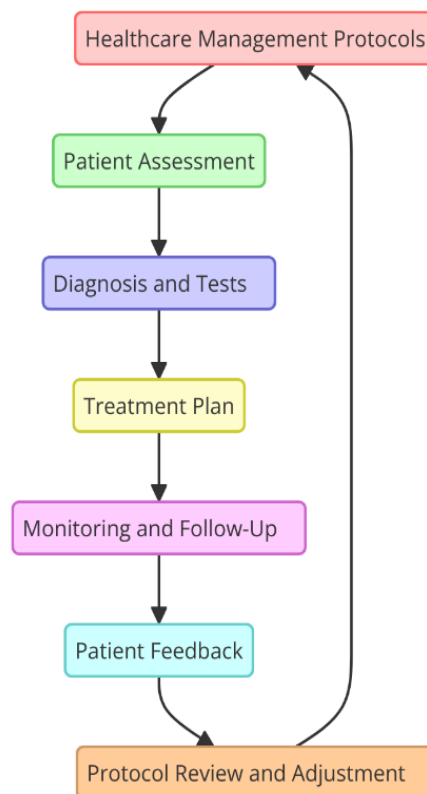 Healthcare Management Protocols
Patient Assessment
Diagnosis and Tests
Treatment Plan
Monitoring and Follow-Up
Patient Feedback
Protocol Review and Adjustment